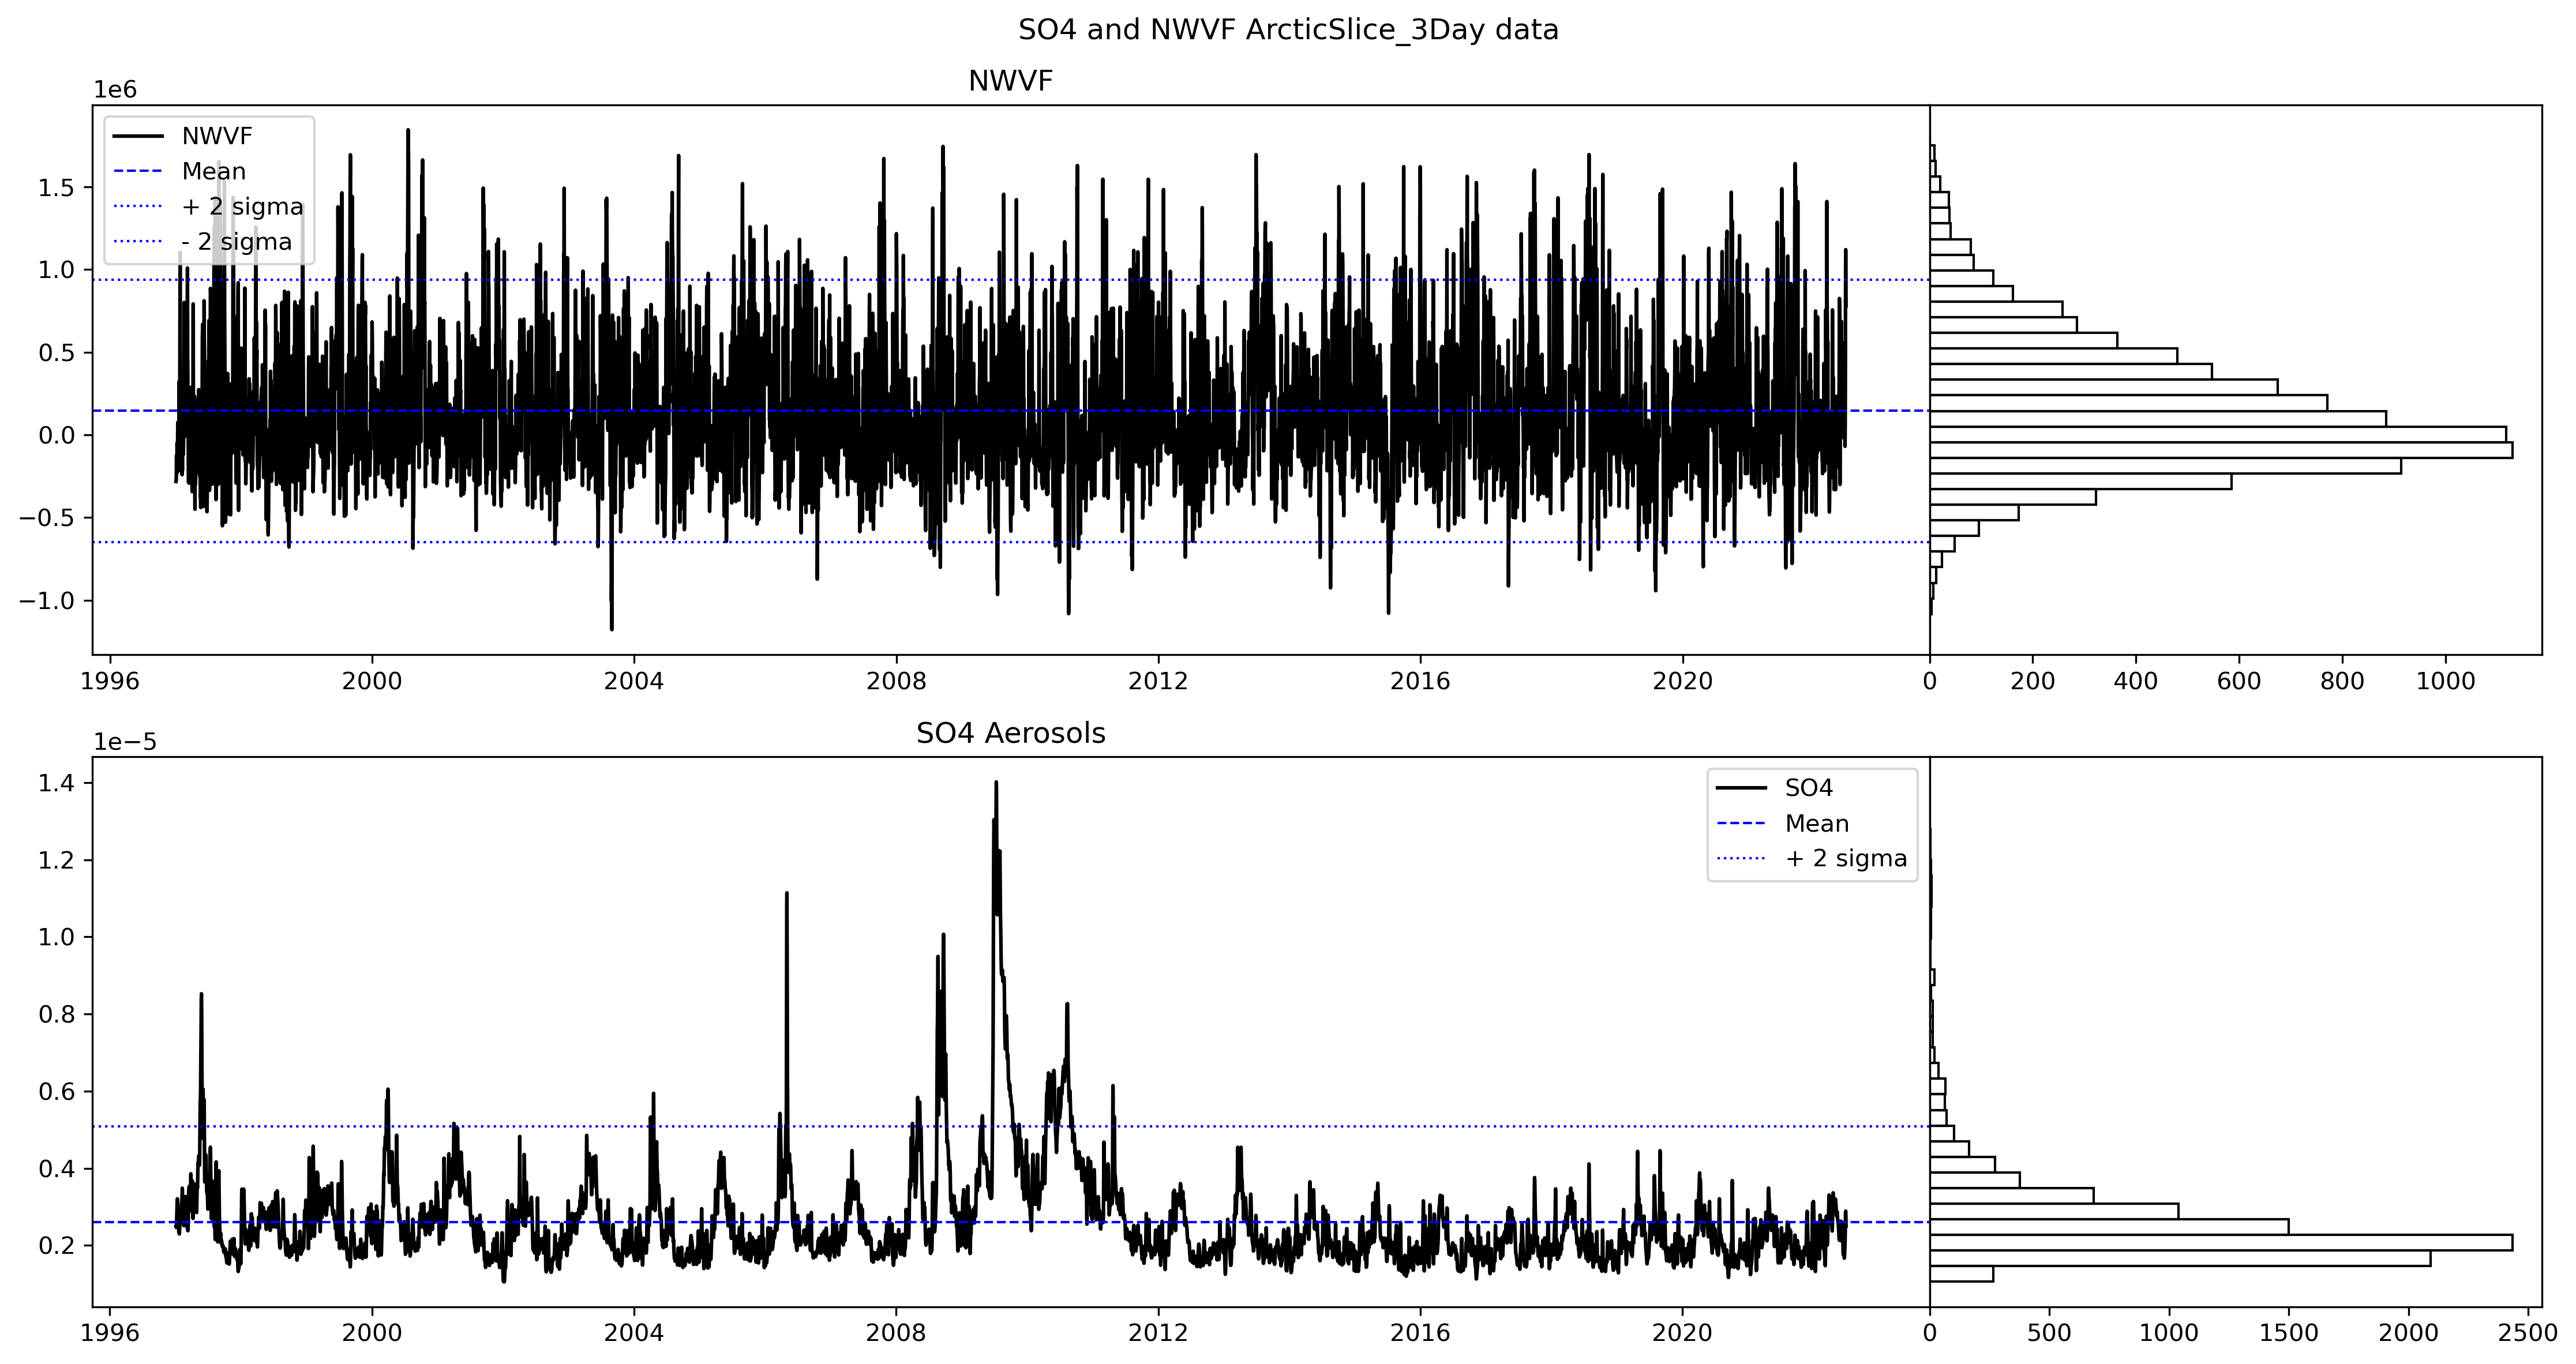 SO4 and NWVF ArcticSlice_3Day data
NWVF
1e6
NWVF
Mean
+ 2 sigma
- 2 sigma
1.5
1.0
0.5
0.0
−0.5
−1.0
1996 2000 2004 2008 2012 2016 2020
0 200 400 600 800 1000
SO4 Aerosols
1e−5
SO4
Mean
+ 2 sigma
1.4
1.2
1.0
0.8
0.6
0.4
0.2
1996 2000 2004 2008 2012 2016 2020
0 500 1000 1500 2000 2500